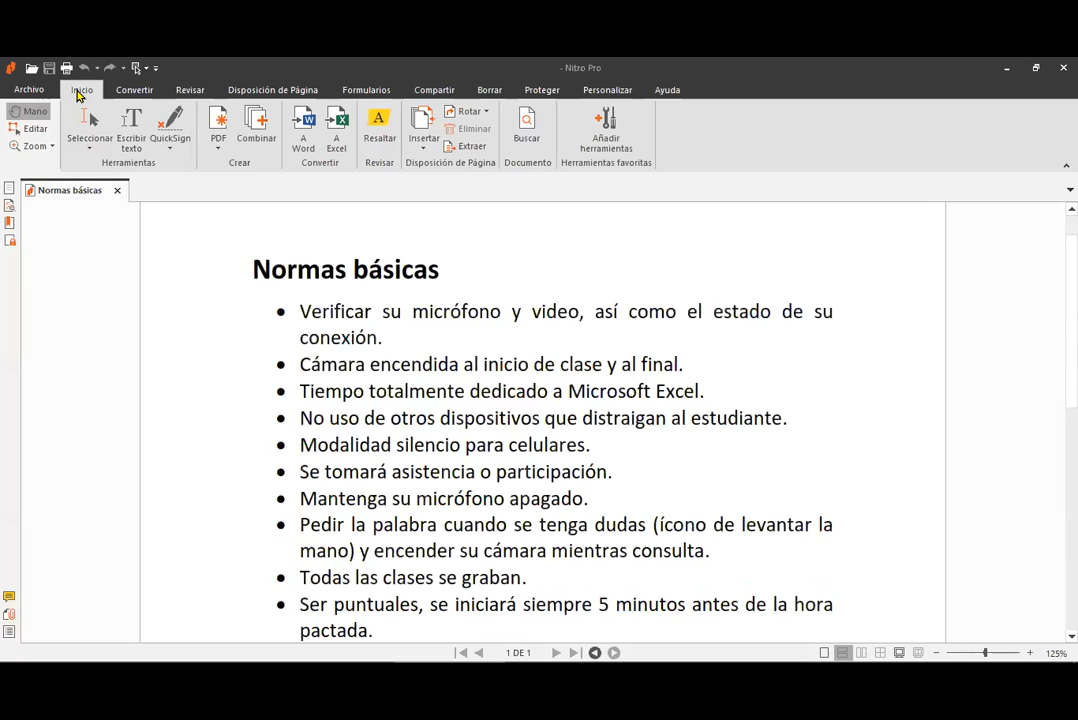 - Nitro Pro
Archivo Inicio Convertir Revisar Disposición de Página Formularios Compartir Borrar Proteger Personalizar Ayuda
Mano
Editar
Zoom
Seleccionar
Escribir texto
QuickSign
Herramientas
PDF
Combinar
Crear
A Word
A Excel
Convertir
Resaltar
Revisar
Insertar
Rotar
Eliminar
Extraer
Disposición de Página
Buscar
Documento
Añadir herramientas
Herramientas favoritas
Normas básicas
Normas básicas
• Verificar su micrófono y video, así como el estado de su
conexión.
• Cámara encendida al inicio de clase y al final.
• Tiempo totalmente dedicado a Microsoft Excel.
• No uso de otros dispositivos que distraigan al estudiante.
• Modalidad silencio para celulares.
• Se tomará asistencia o participación.
• Mantenga su micrófono apagado.
• Pedir la palabra cuando se tenga dudas (ícono de levantar la
mano) y encender su cámara mientras consulta.
• Todas las clases se graban.
• Ser puntuales, se iniciará siempre 5 minutos antes de la hora
pactada.
1 DE 1
125%